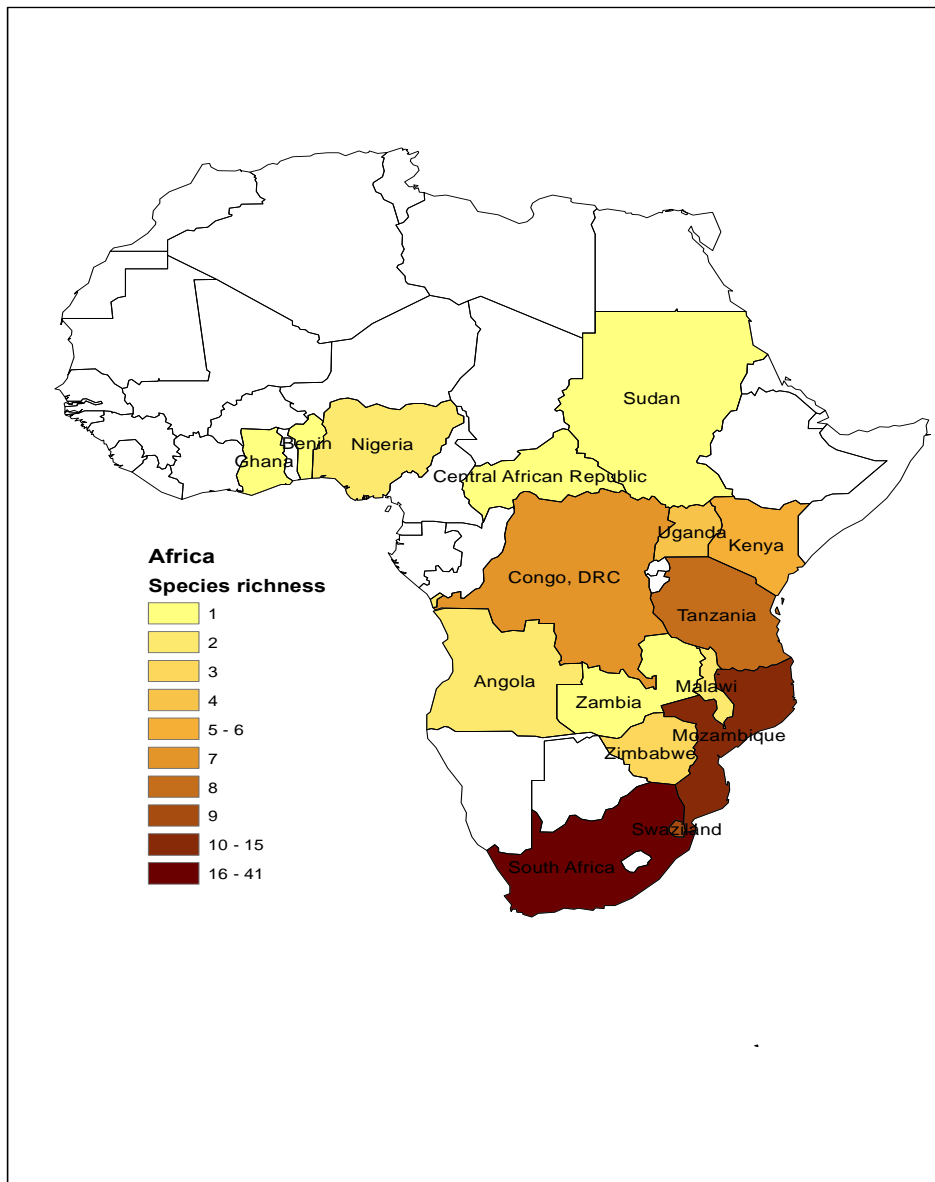 Sudan
Benin
Nigeria
Ghana
Central African Republic
Uganda
Kenya
Africa
Species richness
Congo, DRC
1
Tanzania
2
3
Angola
Malawi
4
Zambia
5 - 6
Mozambique
7
Zimbabwe
8
9
Swaziland
10 - 15
South Africa
16 - 41